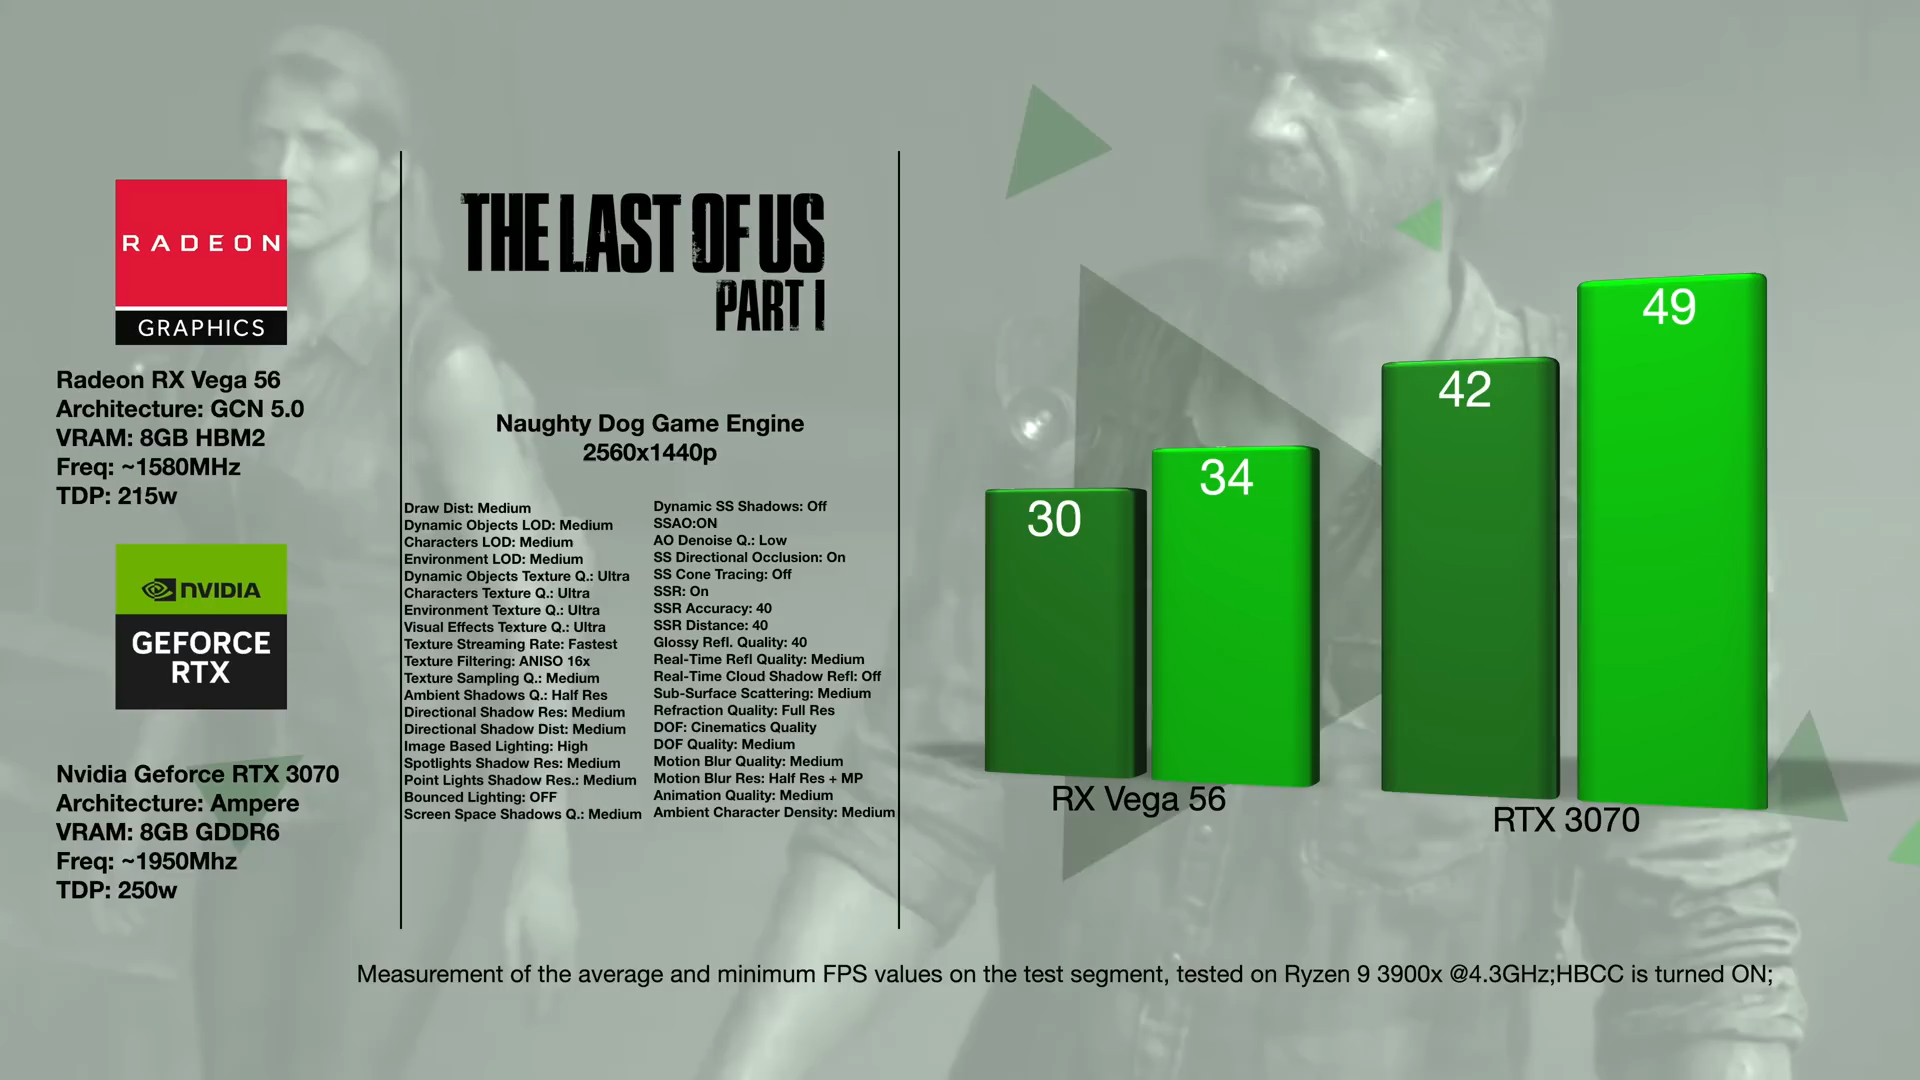 RADEON
GRAPHICS
Radeon RX Vega 56
Architecture: GCN 5.0
VRAM: 8GB HBM2
Freq: ~1580MHz
TDP: 215w
NVIDIA
GEFORCE
RTX
Nvidia Geforce RTX 3070
Architecture: Ampere
VRAM: 8GB GDDR6
Freq: ~1950Mhz
TDP: 250w
THE LAST OF US
PART I
Naughty Dog Game Engine
2560x1440p
Draw Dist: Medium
Dynamic Objects LOD: Medium
Characters LOD: Medium
Environment LOD: Medium
Dynamic Objects Texture Q.: Ultra
Characters Texture Q.: Ultra
Environment Texture Q.: Ultra
Visual Effects Texture Q.: Ultra
Texture Streaming Rate: Fastest
Texture Filtering: ANISO 16x
Texture Sampling Q.: Medium
Ambient Shadows Q.: Half Res
Directional Shadow Res: Medium
Directional Shadow Dist: Medium
Image Based Lighting: High
Spotlights Shadow Res: Medium
Point Lights Shadow Res.: Medium
Bounced Lighting: OFF
Screen Space Shadows Q.: Medium
Dynamic SS Shadows: Off
SSAO:ON
AO Denoise Q.: Low
SS Directional Occlusion: On
SS Cone Tracing: Off
SSR: On
SSR Accuracy: 40
SSR Distance: 40
Glossy Refl. Quality: 40
Real-Time Refl Quality: Medium
Real-Time Cloud Shadow Refl: Off
Sub-Surface Scattering: Medium
Refraction Quality: Full Res
DOF: Cinematics Quality
DOF Quality: Medium
Motion Blur Quality: Medium
Motion Blur Res: Half Res + MP
Animation Quality: Medium
Ambient Character Density: Medium
30
34
42
49
RX Vega 56
RTX 3070
Measurement of the average and minimum FPS values on the test segment, tested on Ryzen 9 3900x @4.3GHz;HBCC is turned ON;